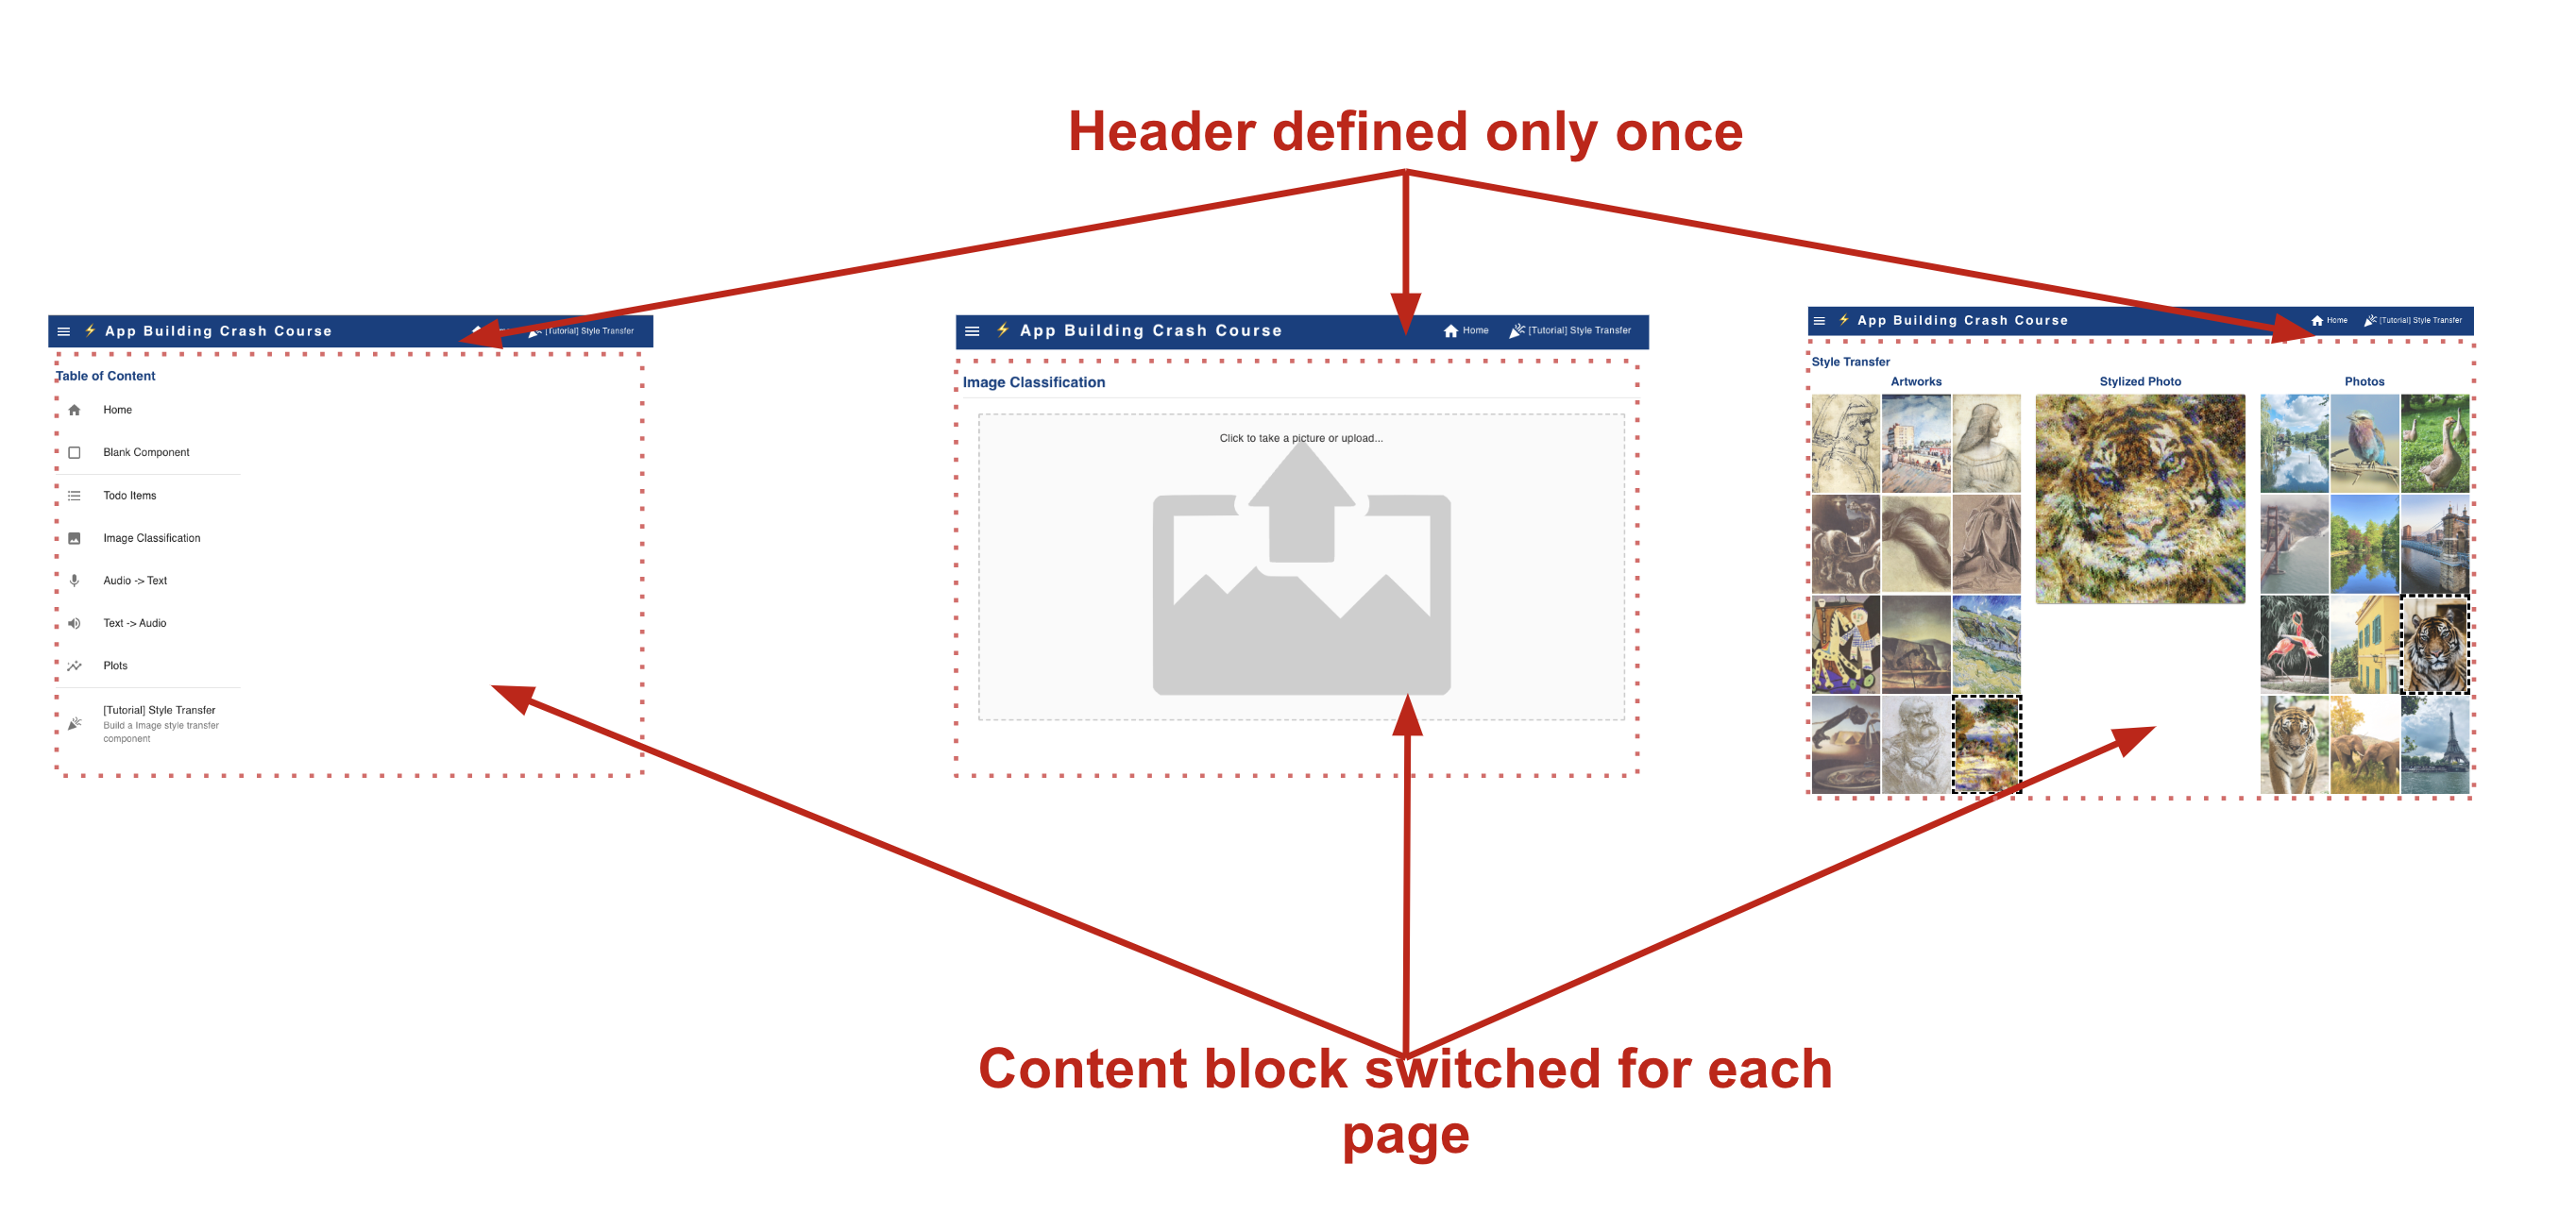 Header defined only once
⚡ App Building Crash Course
[Tutorial] Style Transfer
Table of Content
Home
Blank Component
Todo Items
Image Classification
Audio -> Text
Text -> Audio
Plots
[Tutorial] Style Transfer
Build a Image style transfer
component
⚡ App Building Crash Course
Home
[Tutorial] Style Transfer
Image Classification
Click to take a picture or upload...
⚡ App Building Crash Course
Home
[Tutorial] Style Transfer
Style Transfer
Artworks
Stylized Photo
Photos
Content block switched for each
page